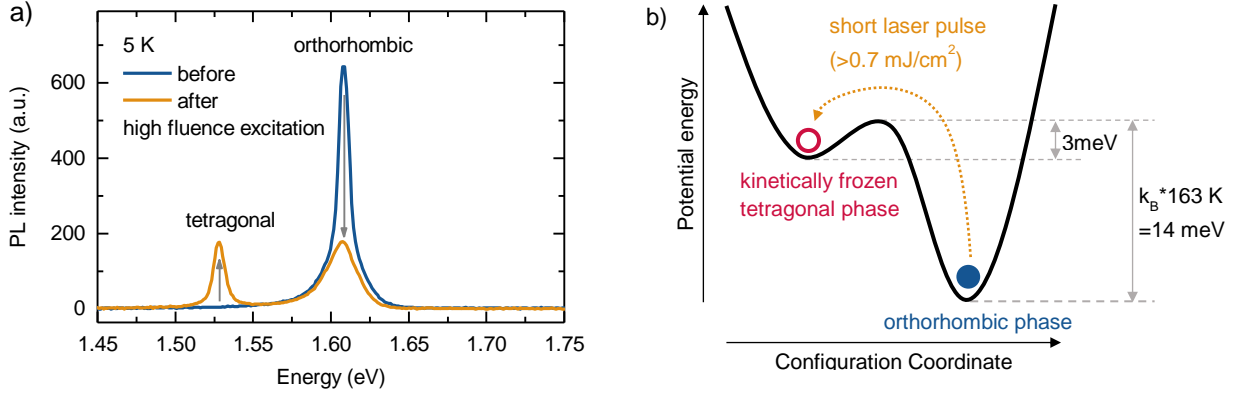 a)
5 K
before
after
high fluence excitation
orthorhombic
tetragonal
PL intensity (a.u.)
600
400
200
0
1.45
1.50
1.55
1.60
1.65
1.70
1.75
Energy (eV)
b)
short laser pulse
(>0.7 mJ/cm²)
Potential energy
kinetically frozen
tetragonal phase
3meV
k_B*163 K
=14 meV
orthorhombic phase
Configuration Coordinate